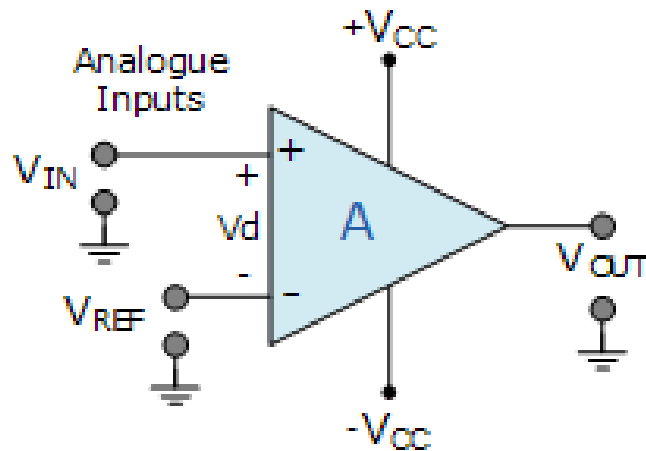 +VCC
Analogue
Inputs
VIN
+
+
Vd
A
-
-
VREF
VOUT
-VCC